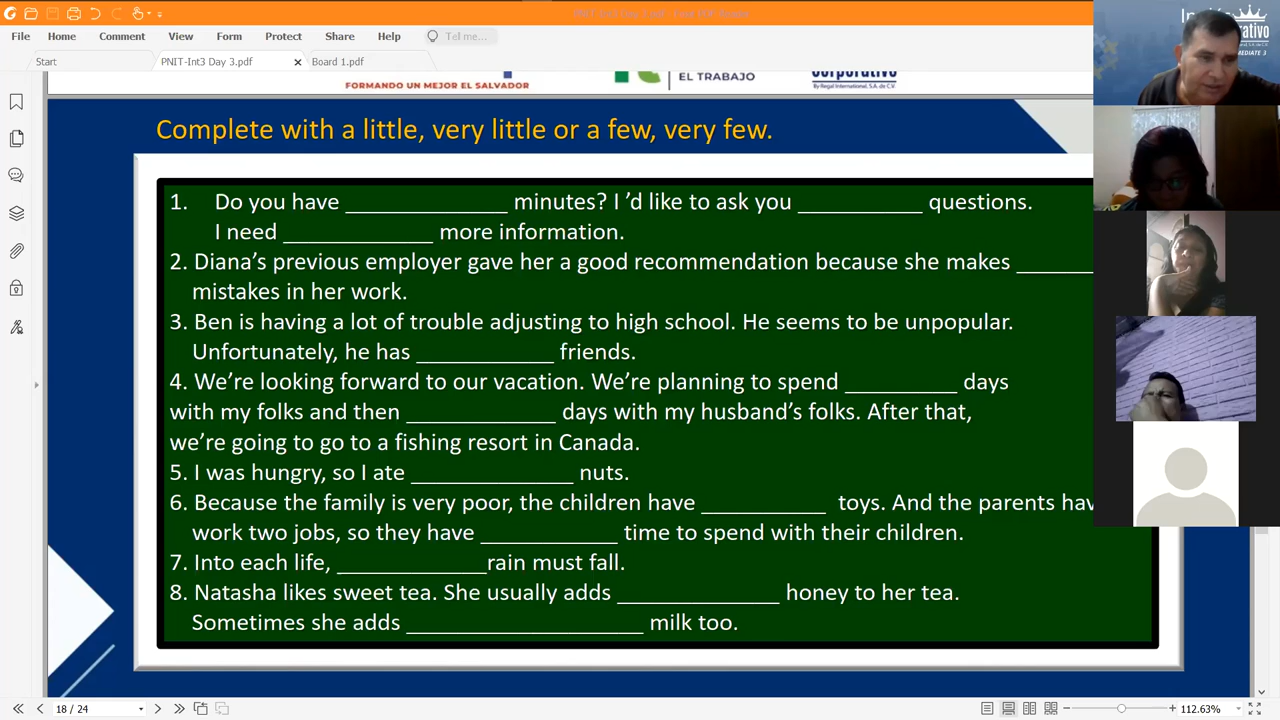 File Home Comment View Form Protect Share Help Tell me...
Start PNIT-Int3 Day 3.pdf Board 1.pdf
FORMANDO UN MEJOR EL SALVADOR
EL TRABAJO
By Regal International, S.A. de C.V.
Complete with a little, very little or a few, very few.
1. Do you have _____________ minutes? I ’d like to ask you __________ questions.
I need ____________ more information.
2. Diana’s previous employer gave her a good recommendation because she makes ______
mistakes in her work.
3. Ben is having a lot of trouble adjusting to high school. He seems to be unpopular.
Unfortunately, he has ___________ friends.
4. We’re looking forward to our vacation. We’re planning to spend _________ days
with my folks and then ____________ days with my husband’s folks. After that,
we’re going to go to a fishing resort in Canada.
5. I was hungry, so I ate _____________ nuts.
6. Because the family is very poor, the children have __________ toys. And the parents hav
work two jobs, so they have ___________ time to spend with their children.
7. Into each life, ____________rain must fall.
8. Natasha likes sweet tea. She usually adds _____________ honey to her tea.
Sometimes she adds ___________________ milk too.
18 / 24
112.63%